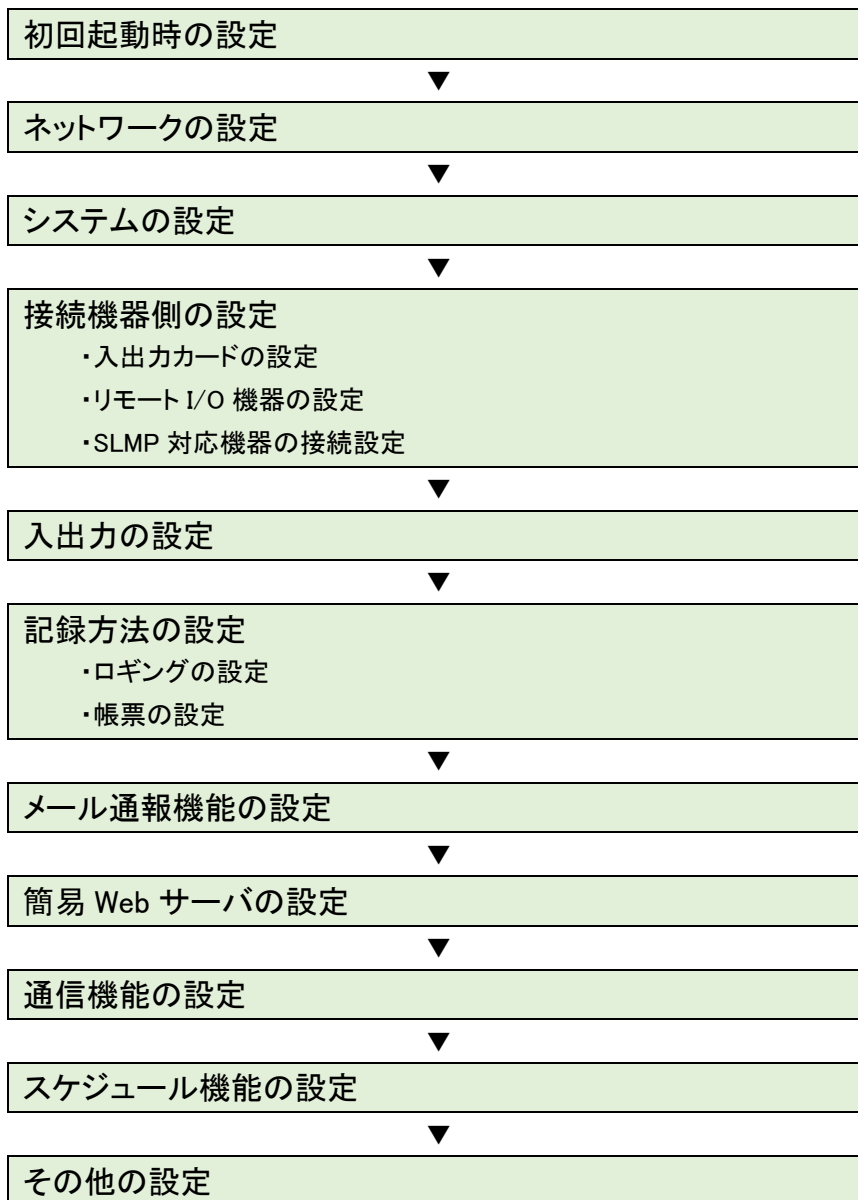 初回起動時の設定
▼
ネットワークの設定
▼
システムの設定
▼
接続機器側の設定
・入出力カードの設定
・リモート I/O 機器の設定
・SLMP 対応機器の接続設定
▼
入出力の設定
▼
記録方法の設定
・ロギングの設定
・帳票の設定
▼
メール通報機能の設定
▼
簡易 Web サーバの設定
▼
通信機能の設定
▼
スケジュール機能の設定
▼
その他の設定